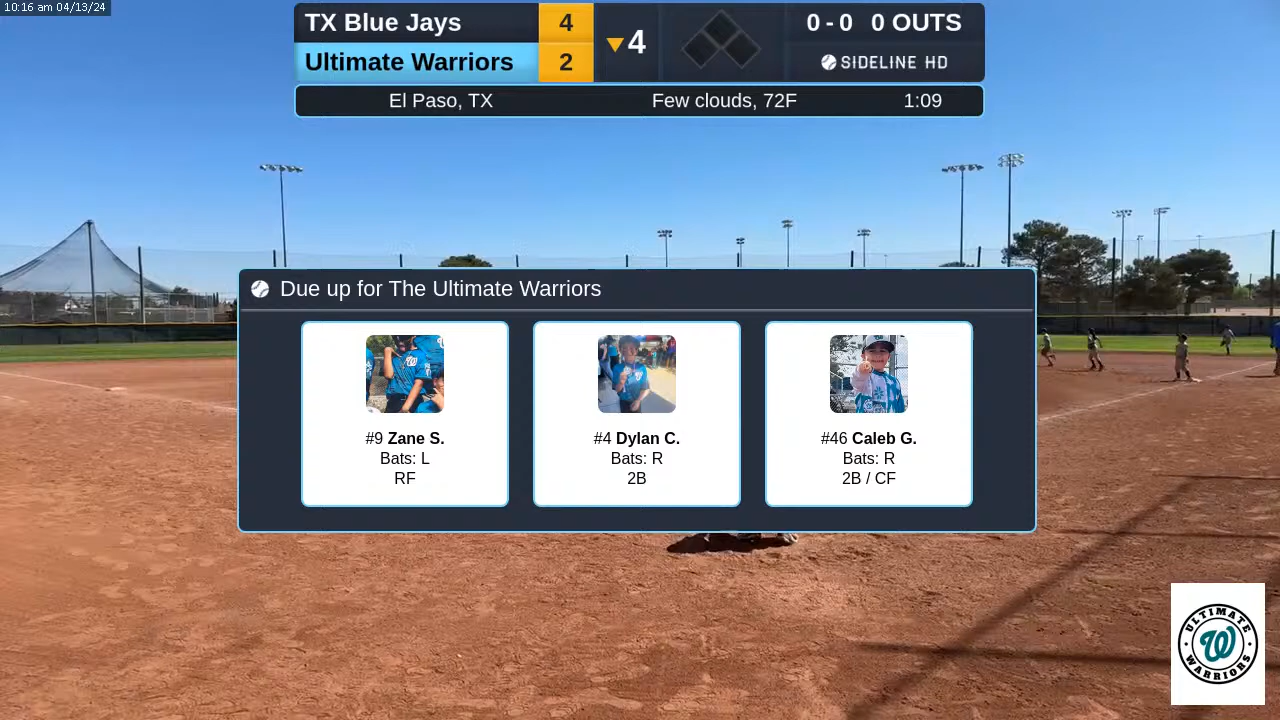 10:16 am 04/13/24
TX Blue Jays 4
Ultimate Warriors 2
4
0 - 0 0 OUTS
SIDELINE HD
El Paso, TX Few clouds, 72F 1:09
Due up for The Ultimate Warriors
#9 Zane S.
Bats: L
RF
#4 Dylan C.
Bats: R
2B
#46 Caleb G.
Bats: R
2B / CF
ULTIMATE
W
WARRIORS